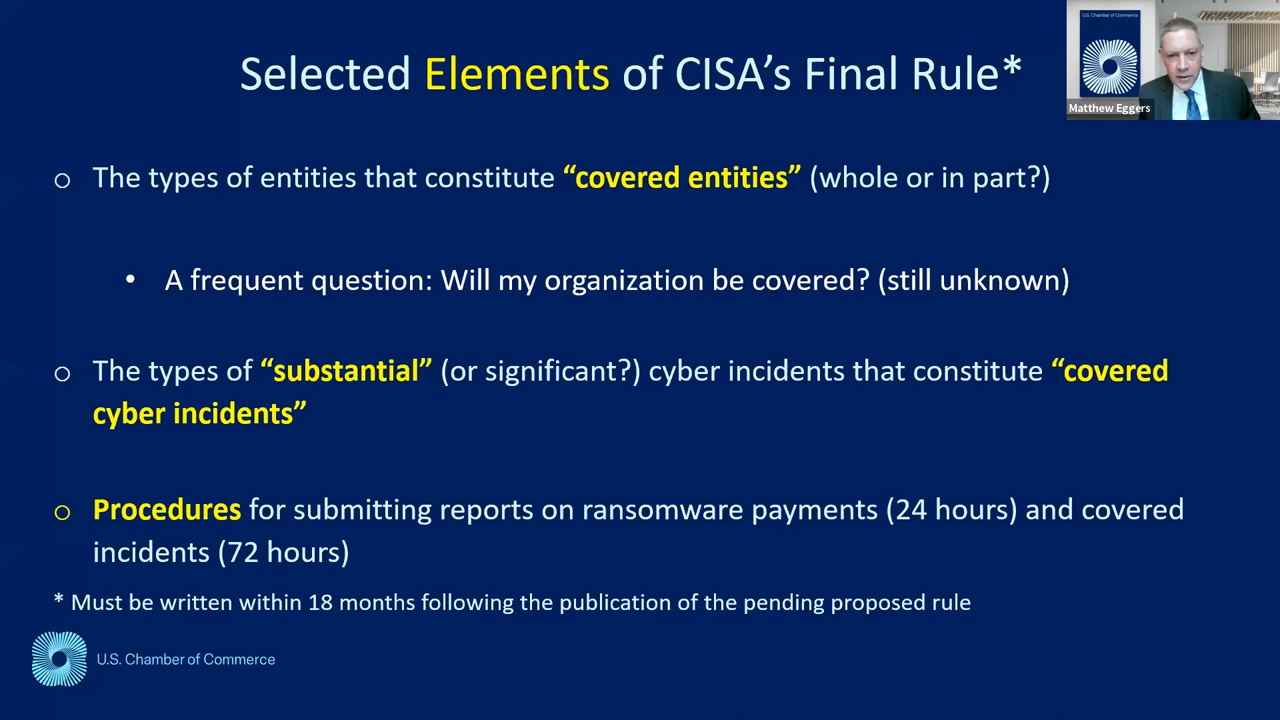 Selected Elements of CISA’s Final Rule*
U.S. Chamber of Commerce
Matthew Eggers
o The types of entities that constitute “covered entities” (whole or in part?)
• A frequent question: Will my organization be covered? (still unknown)
o The types of “substantial” (or significant?) cyber incidents that constitute “covered
cyber incidents”
o Procedures for submitting reports on ransomware payments (24 hours) and covered
incidents (72 hours)
* Must be written within 18 months following the publication of the pending proposed rule
U.S. Chamber of Commerce